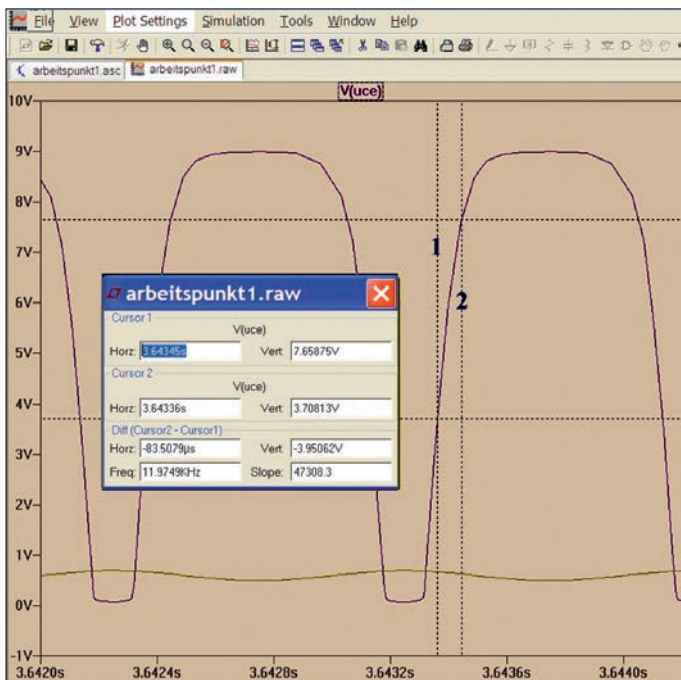 File View Plot Settings Simulation Tools Window Help
arbeitspunkt1.asc arbeitspunkt1.raw
V(uce)
10V
9V
8V
7V
6V
5V
4V
3V
2V
1V
0V
-1V
1
2
arbeitspunkt1.raw
Cursor 1
V(uce)
Horz: 3.64345s Vert: 7.65875V
Cursor 2
V(uce)
Horz: 3.64336s Vert: 3.70813V
Diff (Cursor2 - Cursor1)
Horz: -83.5079µs Vert: -3.95062V
Freq: 11.9749KHz Slope: 47308.3
3.6420s 3.6424s 3.6428s 3.6432s 3.6436s 3.6440s